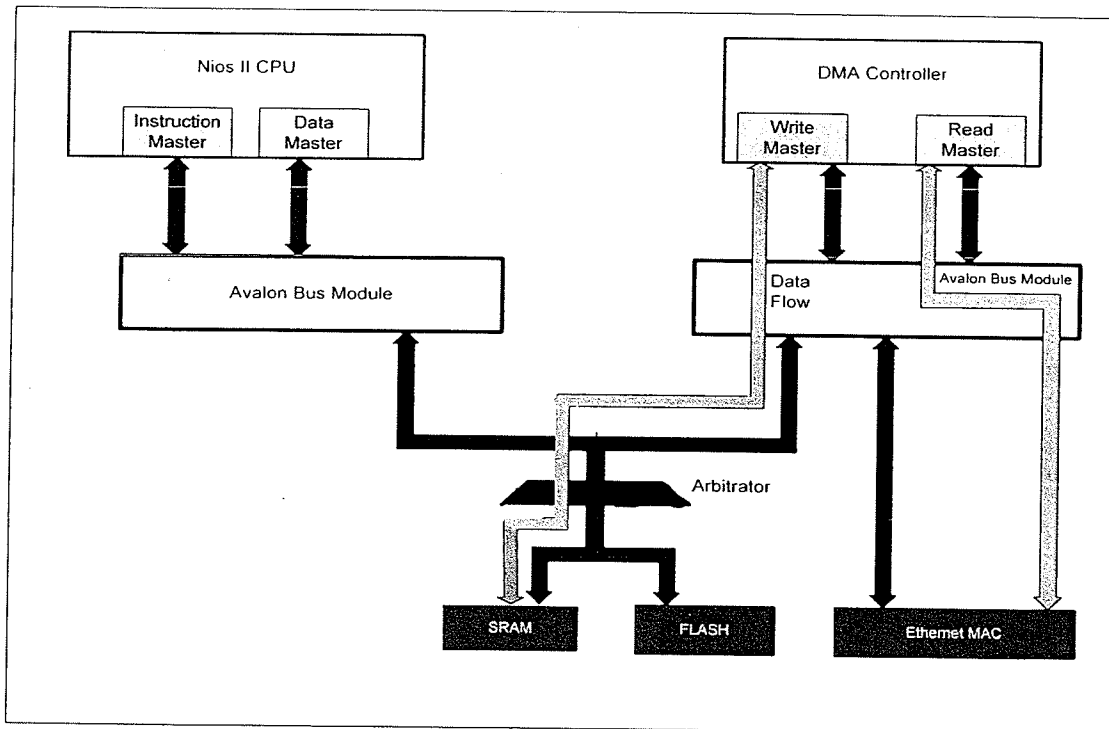 Nios II CPU
Instruction
Master
Data
Master
DMA Controller
Write
Master
Read
Master
Avalon Bus Module
Data
Flow
Avalon Bus Module
Arbitrator
SRAM
FLASH
Ethernet MAC